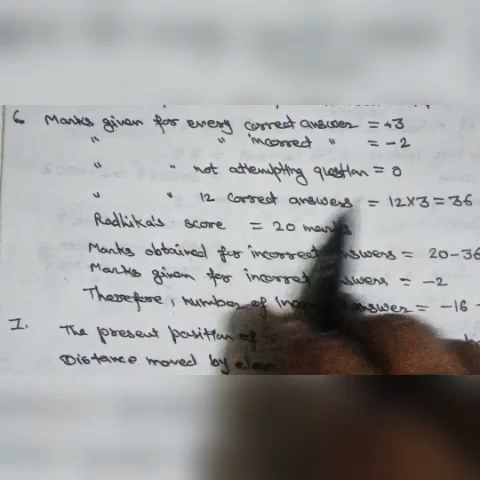 6. Marks given for every correct answer = +3
" " incorrect " = -2
" " not attempting question = 0
" " 12 correct answers = 12×3 = 36
Radhika's score = 20 marks
Marks obtained for incorrect answers = 20-36
Marks given for incorrect answers = -2
Therefore, number of answer = -16
7. The present position of
Distance moved by